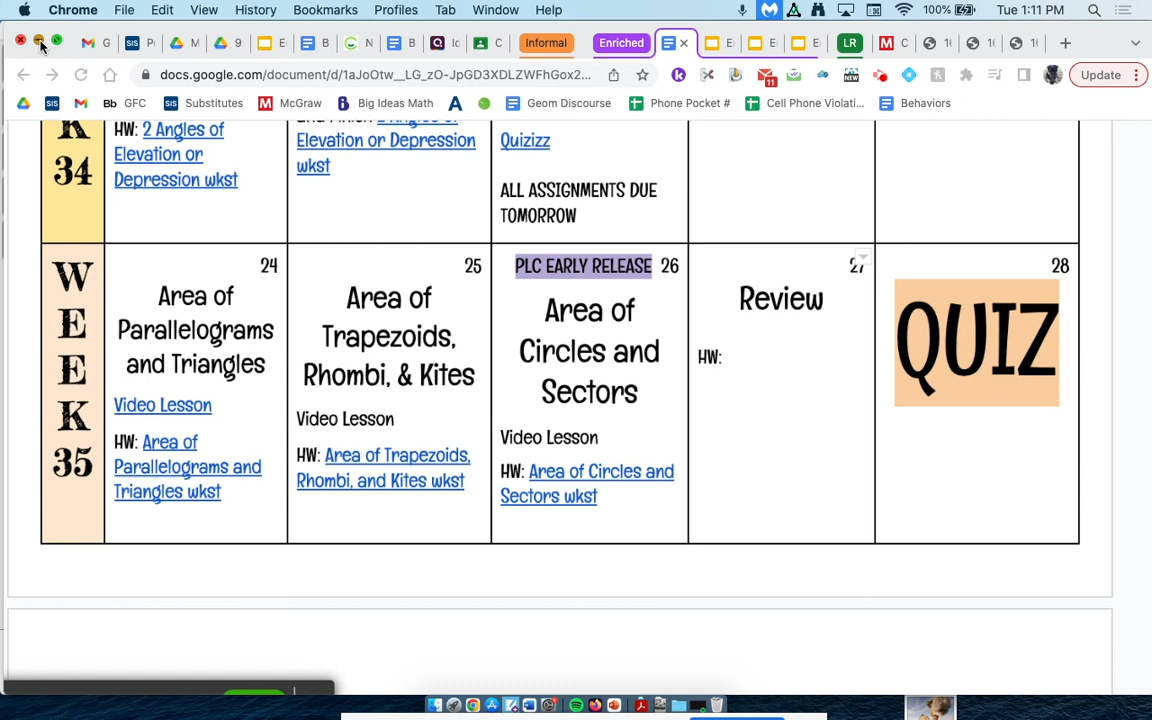 Chrome File Edit View History Bookmarks Profiles Tab Window Help 100% Tue 1:11 PM
Informal Enriched LR
docs.google.com/document/d/1aJoOtw__LG_zO-JpGD3XDLZWFhGox2... Update
SIS Bb GFC SIS Substitutes McGraw Big Ideas Math Geom Discourse Phone Pocket # Cell Phone Violati... Behaviors
K
34
HW: 2 Angles of
Elevation or
Depression wkst
Elevation or Depression
wkst
Quizizz
ALL ASSIGNMENTS DUE
TOMORROW
WEEK
35
24
Area of
Parallelograms
and Triangles
Video Lesson
HW: Area of
Parallelograms and
Triangles wkst
25
Area of
Trapezoids,
Rhombi, & Kites
Video Lesson
HW: Area of Trapezoids,
Rhombi, and Kites wkst
PLC EARLY RELEASE 26
Area of
Circles and
Sectors
Video Lesson
HW: Area of Circles and
Sectors wkst
27
Review
HW:
28
QUIZ